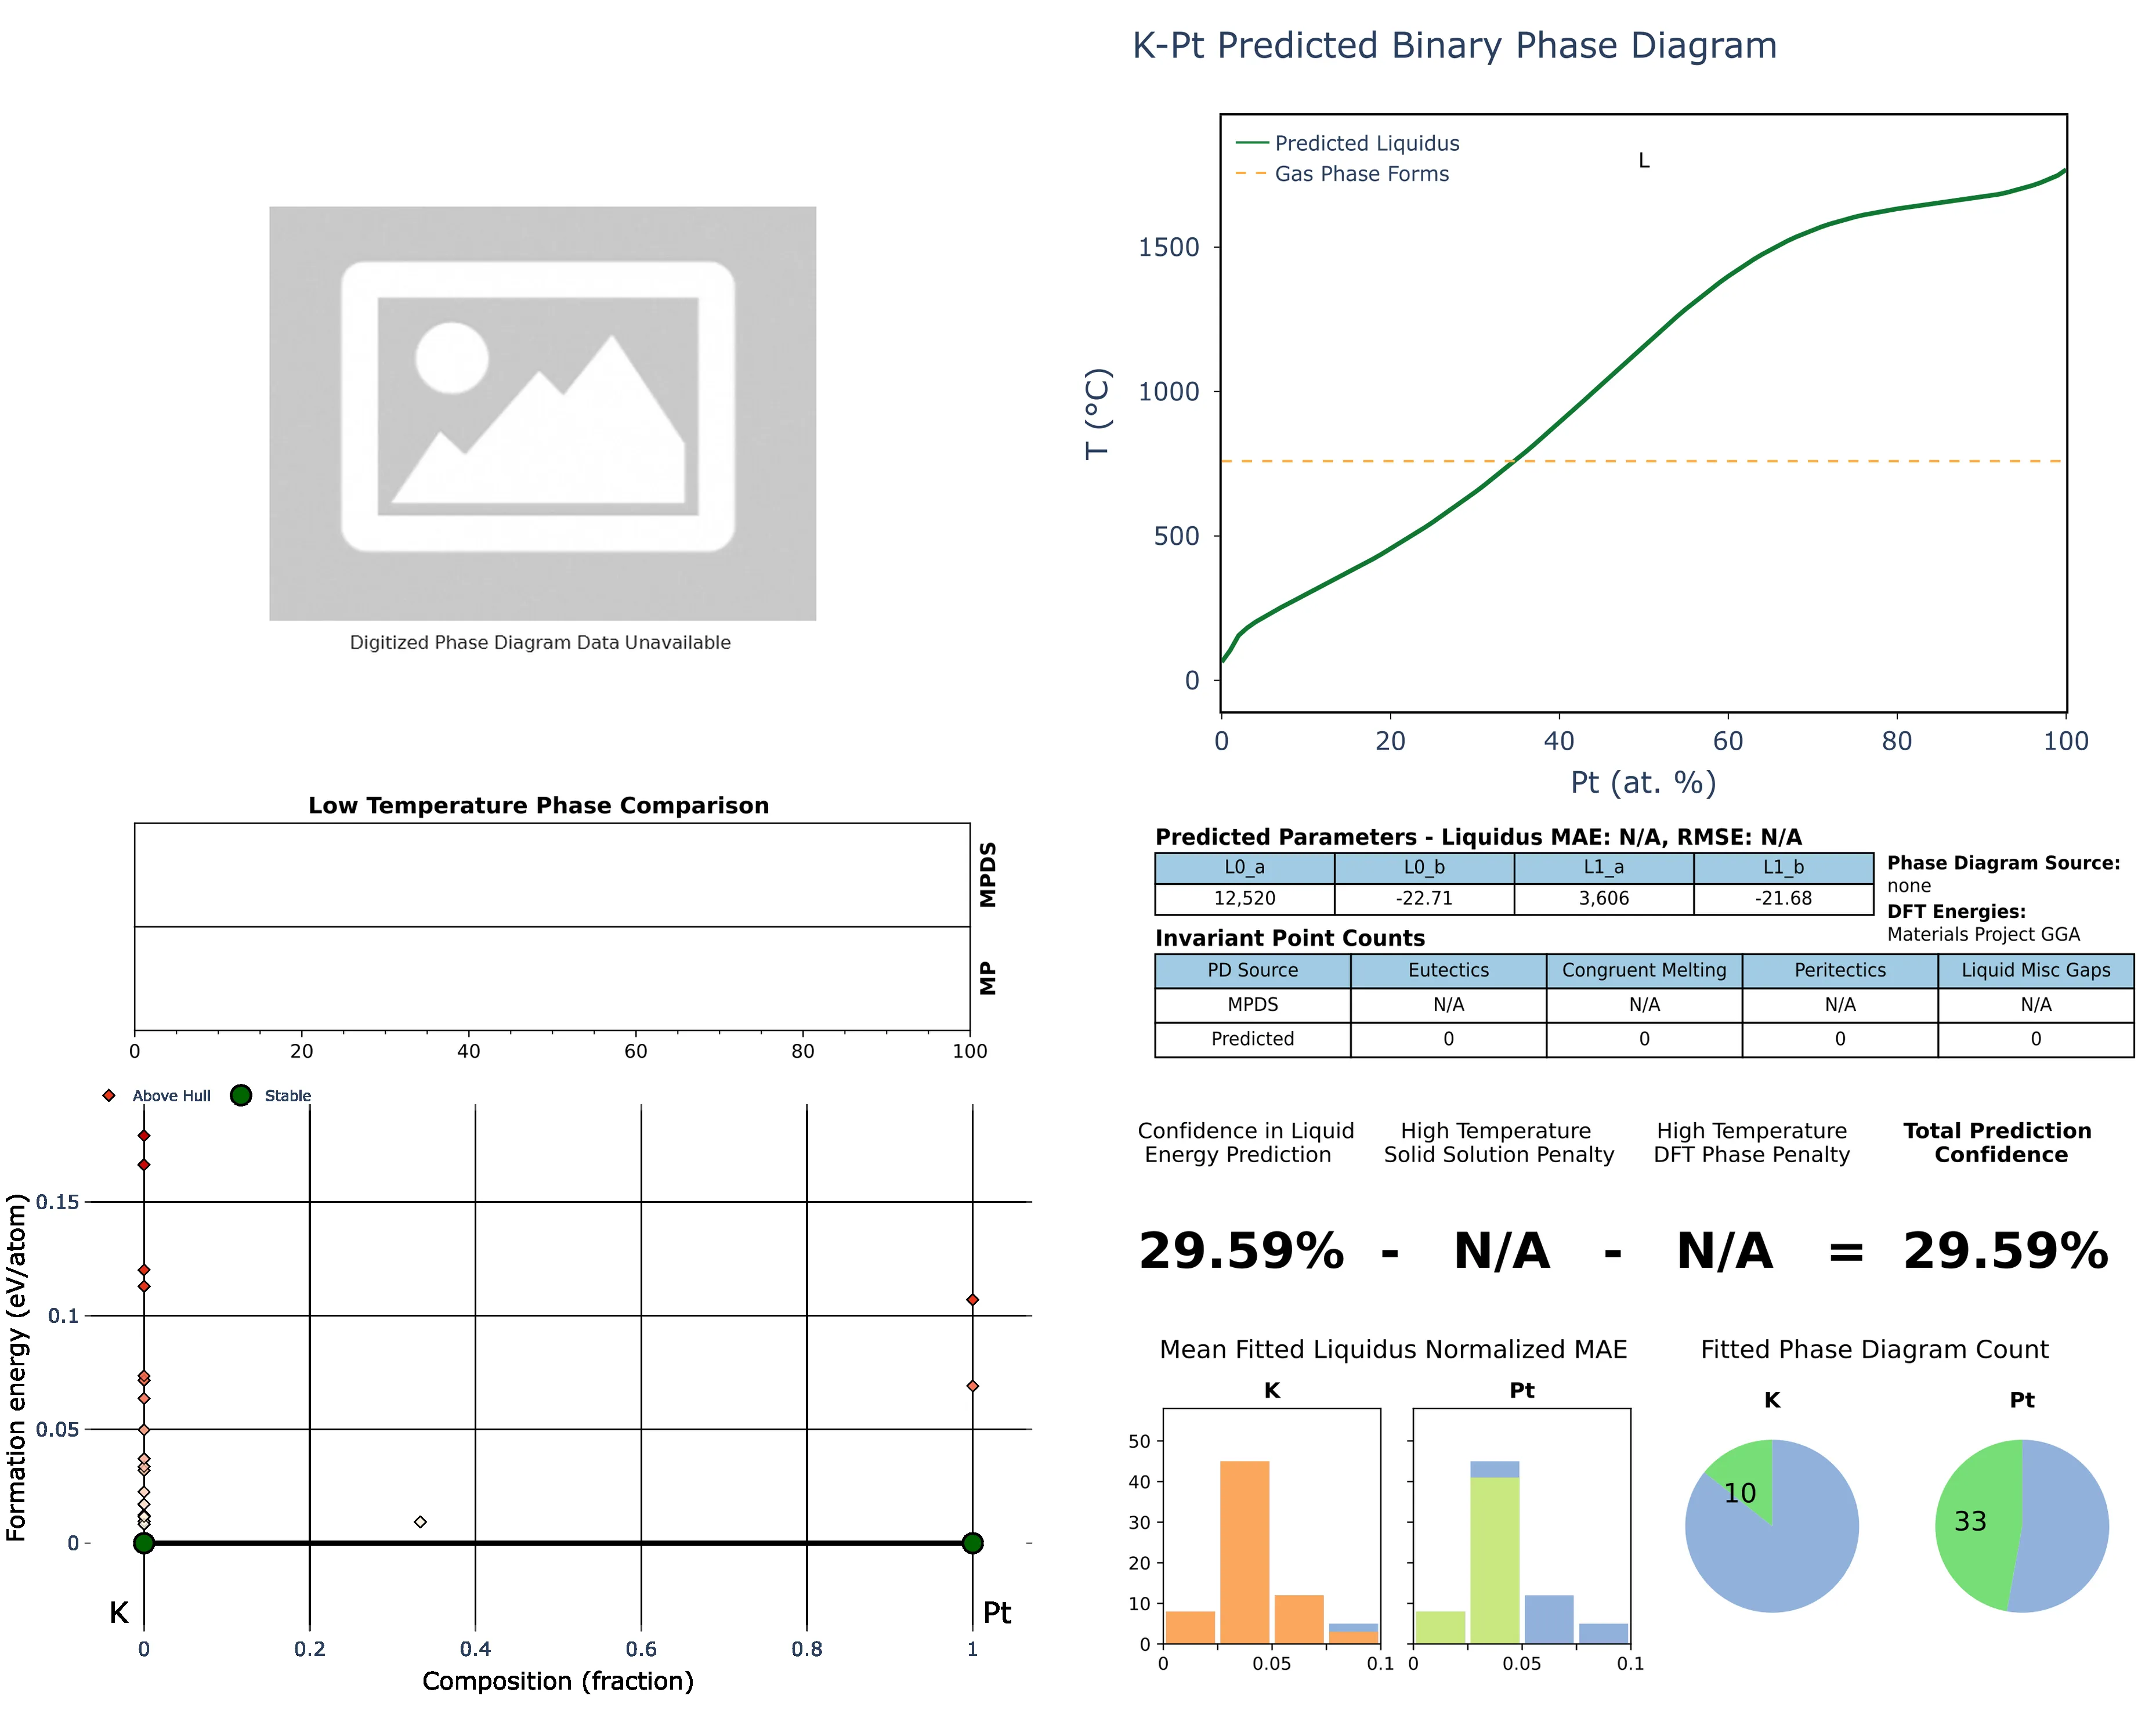 K-Pt Predicted Binary Phase Diagram
Predicted Liquidus
Gas Phase Forms
L
T (°C)
1500
1000
500
0
0 20 40 60 80 100
Pt (at. %)
Digitized Phase Diagram Data Unavailable
Low Temperature Phase Comparison
MPDS
MP
0 20 40 60 80 100
Predicted Parameters - Liquidus MAE: N/A, RMSE: N/A
L0_a L0_b L1_a L1_b
12,520 -22.71 3,606 -21.68
Phase Diagram Source:
none
DFT Energies:
Materials Project GGA
Invariant Point Counts
PD Source Eutectics Congruent Melting Peritectics Liquid Misc Gaps
MPDS N/A N/A N/A N/A
Predicted 0 0 0 0
Above Hull Stable
Formation energy (eV/atom)
0.15
0.1
0.05
0
K Pt
0 0.2 0.4 0.6 0.8 1
Composition (fraction)
Confidence in Liquid
Energy Prediction
High Temperature
Solid Solution Penalty
High Temperature
DFT Phase Penalty
Total Prediction
Confidence
29.59% - N/A - N/A = 29.59%
Mean Fitted Liquidus Normalized MAE
K Pt
50
40
30
20
10
0
0 0.05 0.1 0 0.05 0.1
Fitted Phase Diagram Count
K Pt
10 33